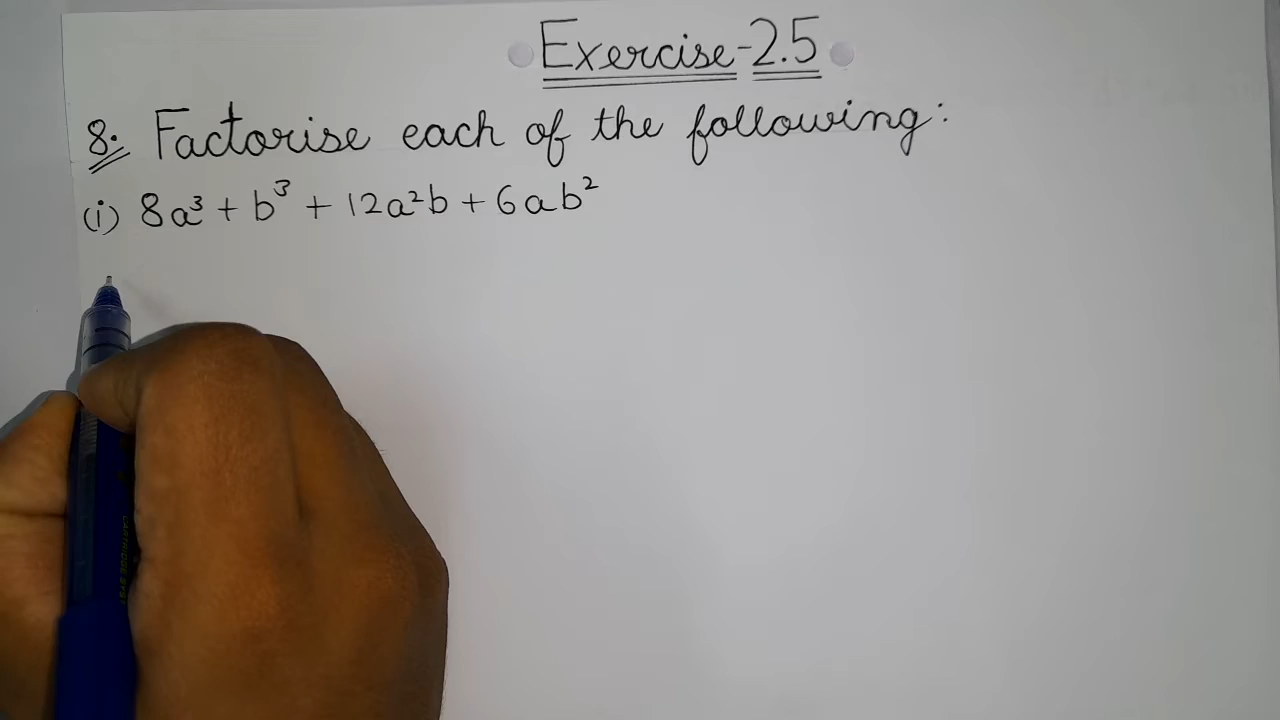 Exercise-2.5
8. Factorise each of the following:
(i) 8a³ + b³ + 12a²b + 6ab²